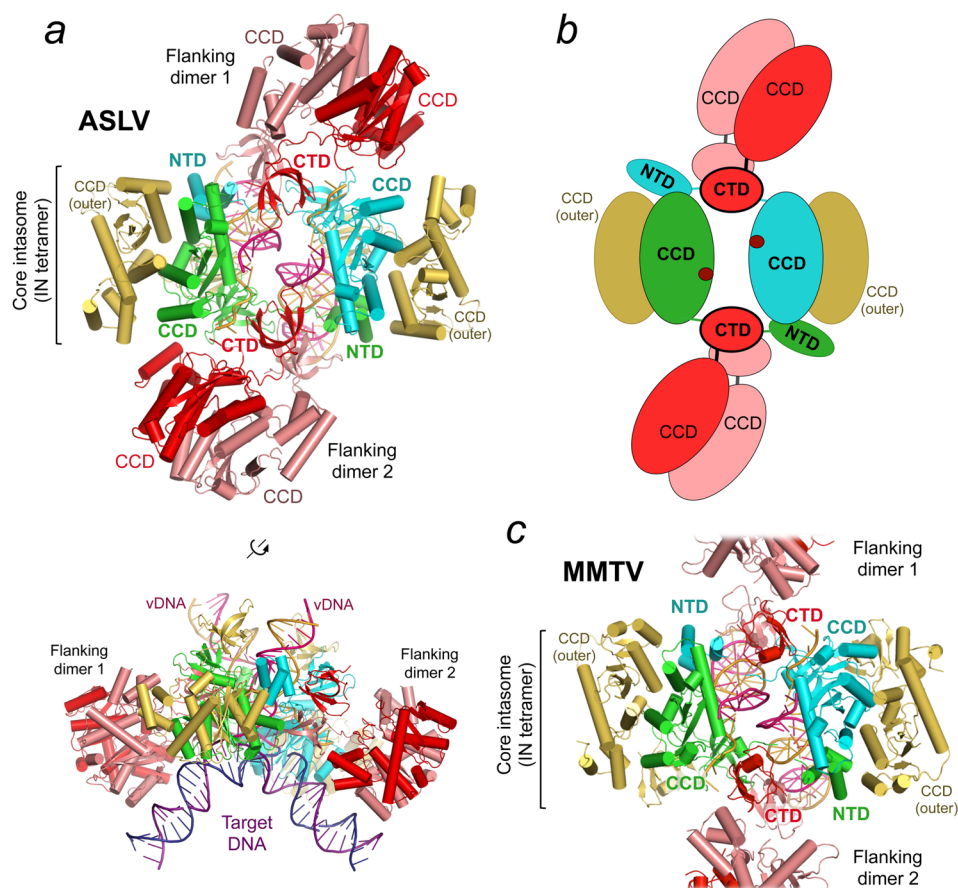 a
ASLV
Flanking
dimer 1
CCD
CCD
NTD
CTD
CCD
CCD
(outer)
Core intasome
(IN tetramer)
CCD
CTD
NTD
CCD
(outer)
CCD
CCD
Flanking
dimer 2
vDNA
vDNA
Flanking
dimer 1
Flanking
dimer 2
Target
DNA
b
CCD
CCD
NTD
CTD
CCD
(outer)
CCD
CCD
CCD
(outer)
CTD
NTD
CCD
CCD
c
MMTV
Flanking
dimer 1
NTD
CTD
CCD
CCD
(outer)
Core intasome
(IN tetramer)
CCD
CTD
NTD
CCD
(outer)
Flanking
dimer 2